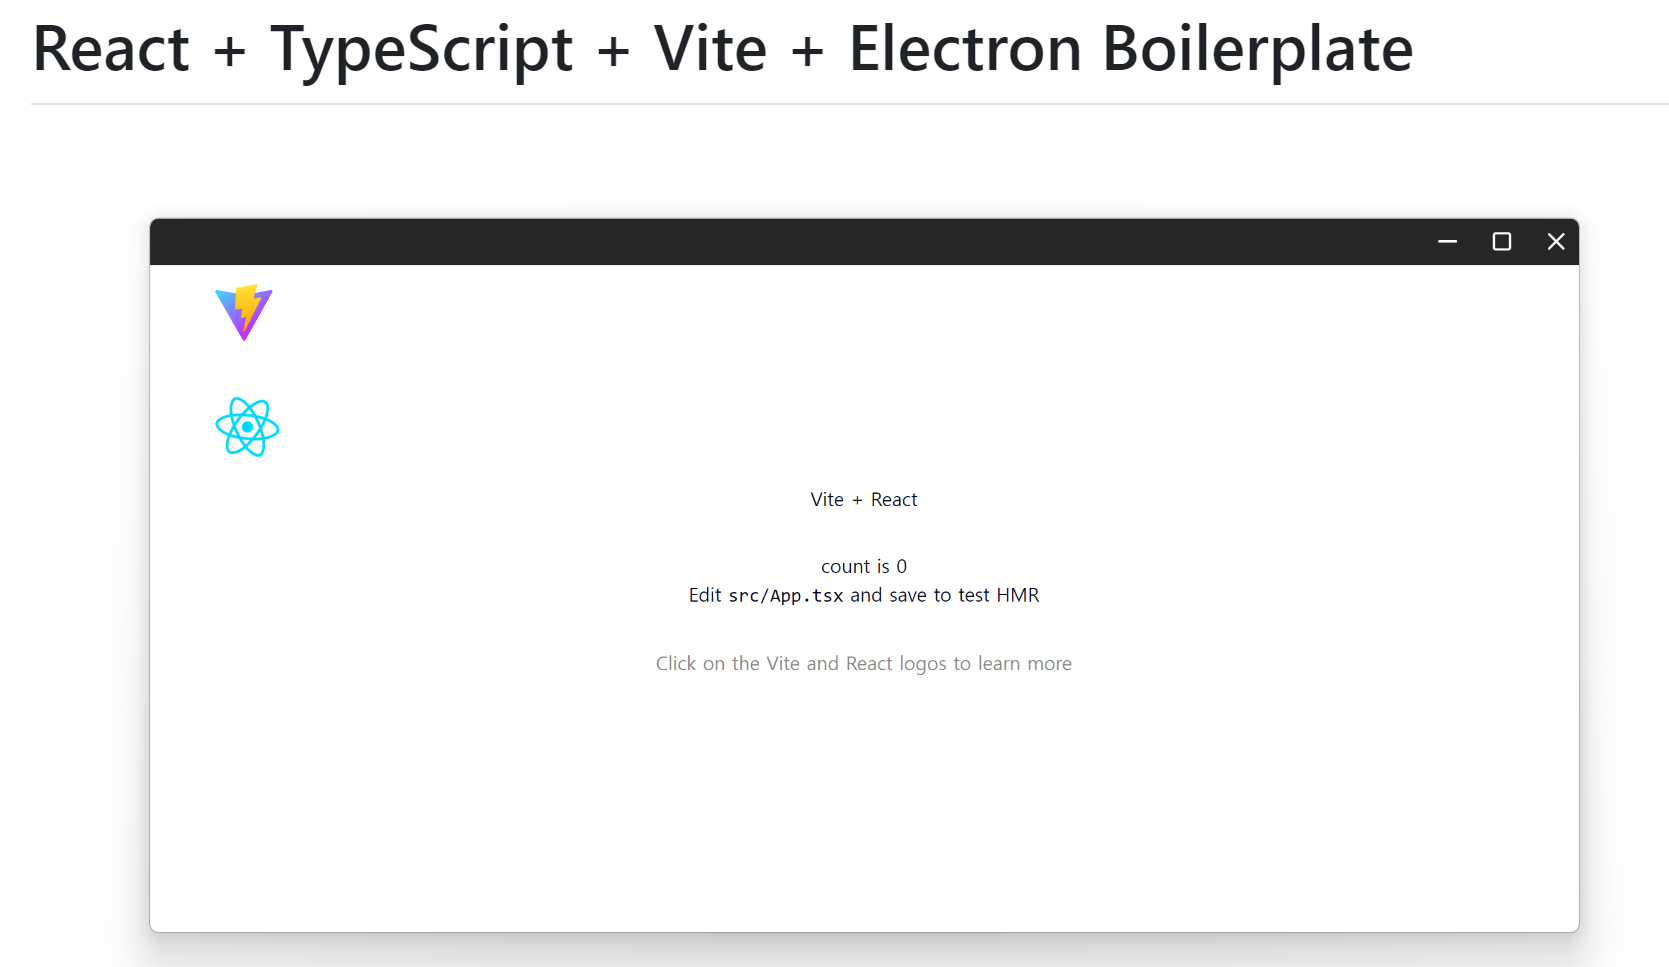 React + TypeScript + Vite + Electron Boilerplate
Vite + React
count is 0
Edit src/App.tsx and save to test HMR
Click on the Vite and React logos to learn more